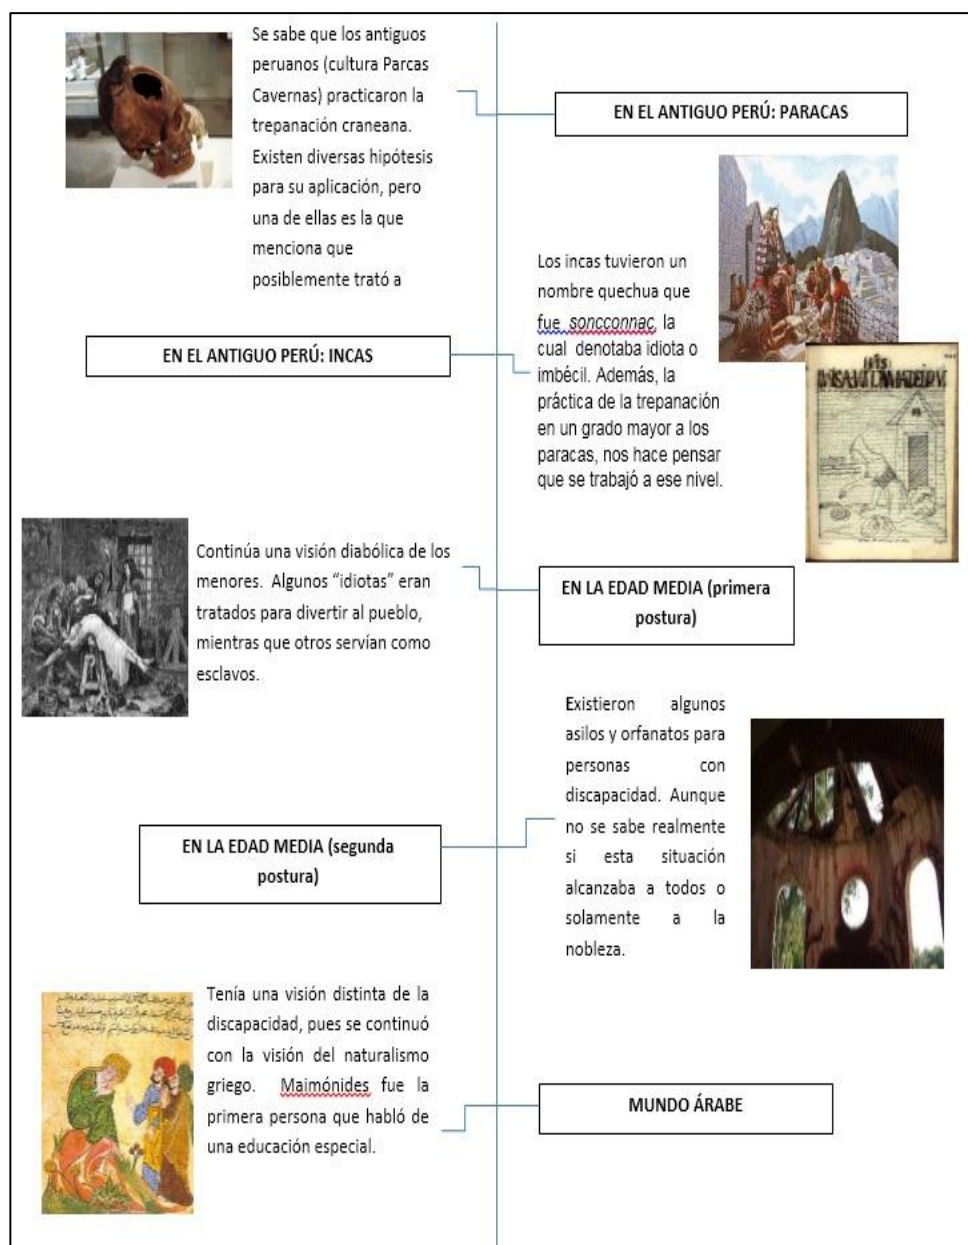 Se sabe que los antiguos
peruanos (cultura Parcas
Cavernas) practicaron la
trepanación craneana.
Existen diversas hipótesis
para su aplicación, pero
una de ellas es la que
menciona que
posiblemente trató a
EN EL ANTIGUO PERÚ: PARACAS
Los incas tuvieron un
nombre quechua que
fue soncconnac, la
cual denotaba idiota o
imbécil. Además, la
práctica de la trepanación
en un grado mayor a los
paracas, nos hace pensar
que se trabajó a ese nivel.
EN EL ANTIGUO PERÚ: INCAS
Continúa una visión diabólica de los
menores. Algunos “idiotas” eran
tratados para divertir al pueblo,
mientras que otros servían como
esclavos.
EN LA EDAD MEDIA (primera
postura)
Existieron algunos
asilos y orfanatos para
personas con
discapacidad. Aunque
no se sabe realmente
si esta situación
alcanzaba a todos o
solamente a la
nobleza.
EN LA EDAD MEDIA (segunda
postura)
Tenía una visión distinta de la
discapacidad, pues se continuó
con la visión del naturalismo
griego. Maimónides fue la
primera persona que habló de
una educación especial.
MUNDO ÁRABE